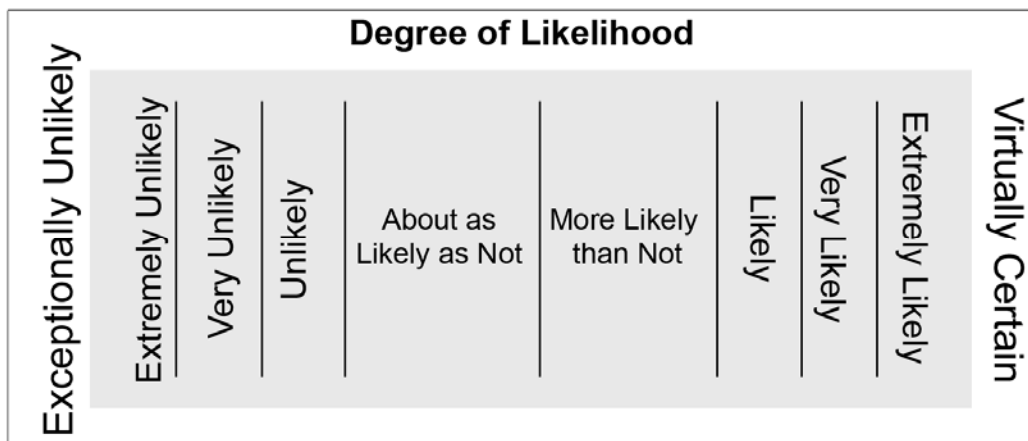 Degree of Likelihood
Exceptionally Unlikely
Extremely Unlikely
Very Unlikely
Unlikely
About as
Likely as Not
More Likely
than Not
Likely
Very Likely
Extremely Likely
Virtually Certain